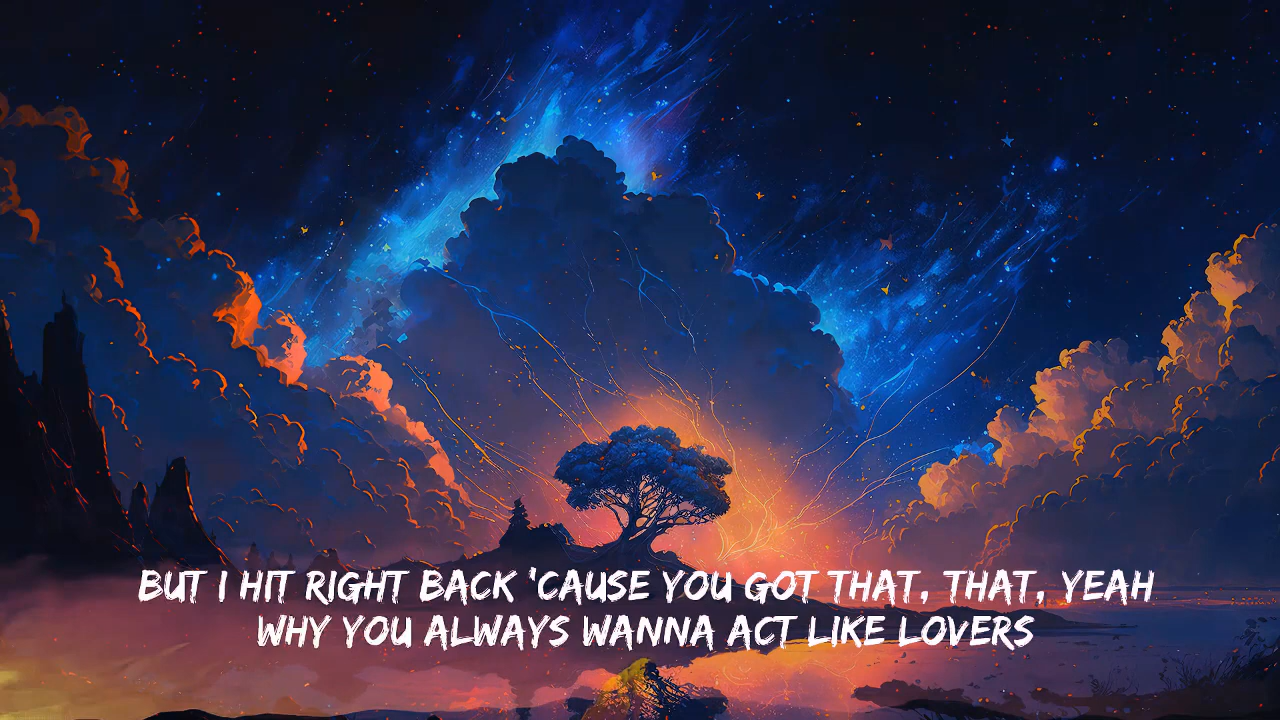 BUT I HIT RIGHT BACK 'CAUSE YOU GOT THAT, THAT, YEAH
WHY YOU ALWAYS WANNA ACT LIKE LOVERS